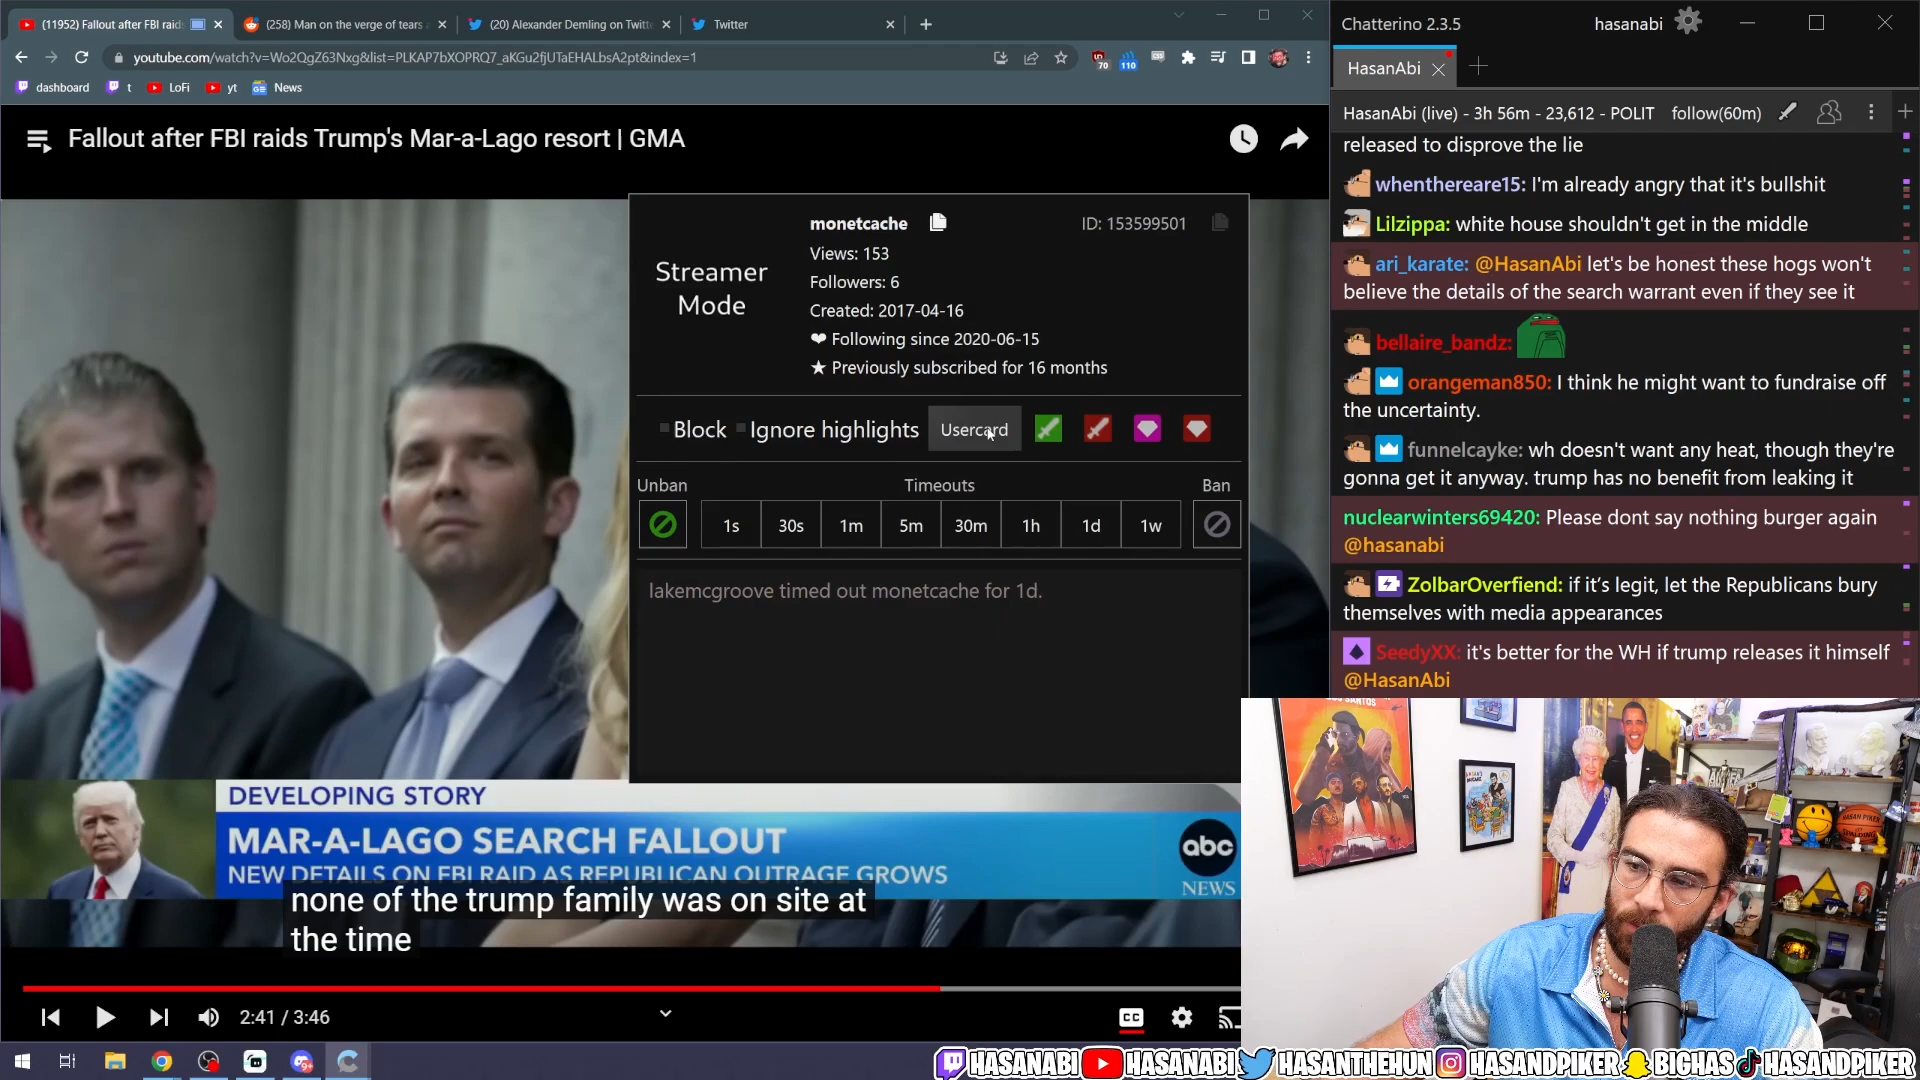 (11952) Fallout after FBI raids
(258) Man on the verge of tears a
(20) Alexander Demling on Twitte
Twitter
youtube.com/watch?v=Wo2QgZ63Nxg&list=PLKAP7bXOPRQ7_aKGu2fjUTaEHALbsA2pt&index=1
70
110
dashboard
t
LoFi
yt
News
Fallout after FBI raids Trump's Mar-a-Lago resort | GMA
Streamer
Mode
monetcache
ID: 153599501
Views: 153
Followers: 6
Created: 2017-04-16
❤ Following since 2020-06-15
★ Previously subscribed for 16 months
Block
Ignore highlights
Usercard
Unban
Timeouts
Ban
1s
30s
1m
5m
30m
1h
1d
1w
lakemcgroove timed out monetcache for 1d.
DEVELOPING STORY
MAR-A-LAGO SEARCH FALLOUT
NEW DETAILS ON FBI RAID AS REPUBLICAN OUTRAGE GROWS
abc
NEWS
none of the trump family was on site at
the time
2:41 / 3:46
CC
Chatterino 2.3.5
hasanabi
HasanAbi
HasanAbi (live) - 3h 56m - 23,612 - POLIT
follow(60m)
released to disprove the lie
whenthereare15: I'm already angry that it's bullshit
Lilzippa: white house shouldn't get in the middle
ari_karate: @HasanAbi let's be honest these hogs won't
believe the details of the search warrant even if they see it
bellaire_bandz:
orangeman850: I think he might want to fundraise off
the uncertainty.
funnelcayke: wh doesn't want any heat, though they're
gonna get it anyway. trump has no benefit from leaking it
nuclearwinters69420: Please dont say nothing burger again
@hasanabi
ZolbarOverfiend: if it's legit, let the Republicans bury
themselves with media appearances
SeedyXX: it's better for the WH if trump releases it himself
@HasanAbi
HASAN PIKER
SPALDING
HASANABI
HASANABI
HASANTHEHUN
HASANDPIKER
BIGHAS
HASANDPIKER